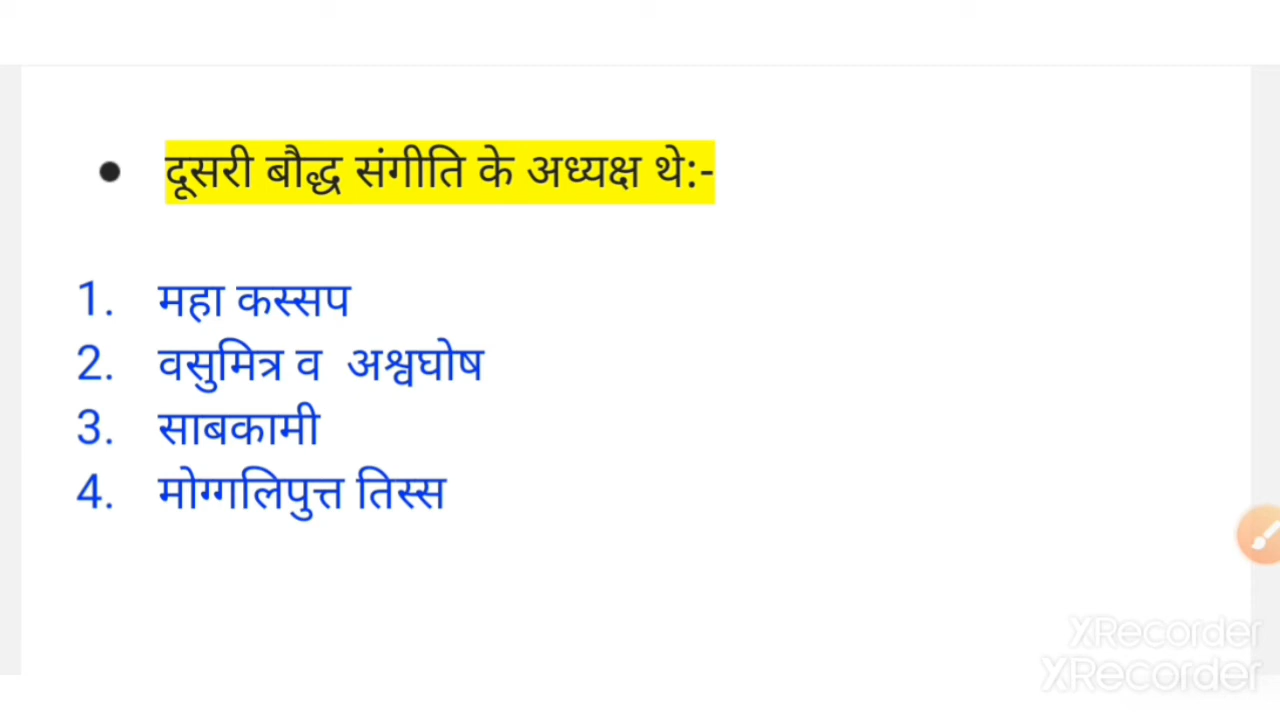 • दूसरी बौद्ध संगीति के अध्यक्ष थे:-
1. महा कस्सप
2. वसुमित्र व अश्वघोष
3. साबकामी
4. मोग्गलिपुत्त तिस्स
XRecorder
XRecorder